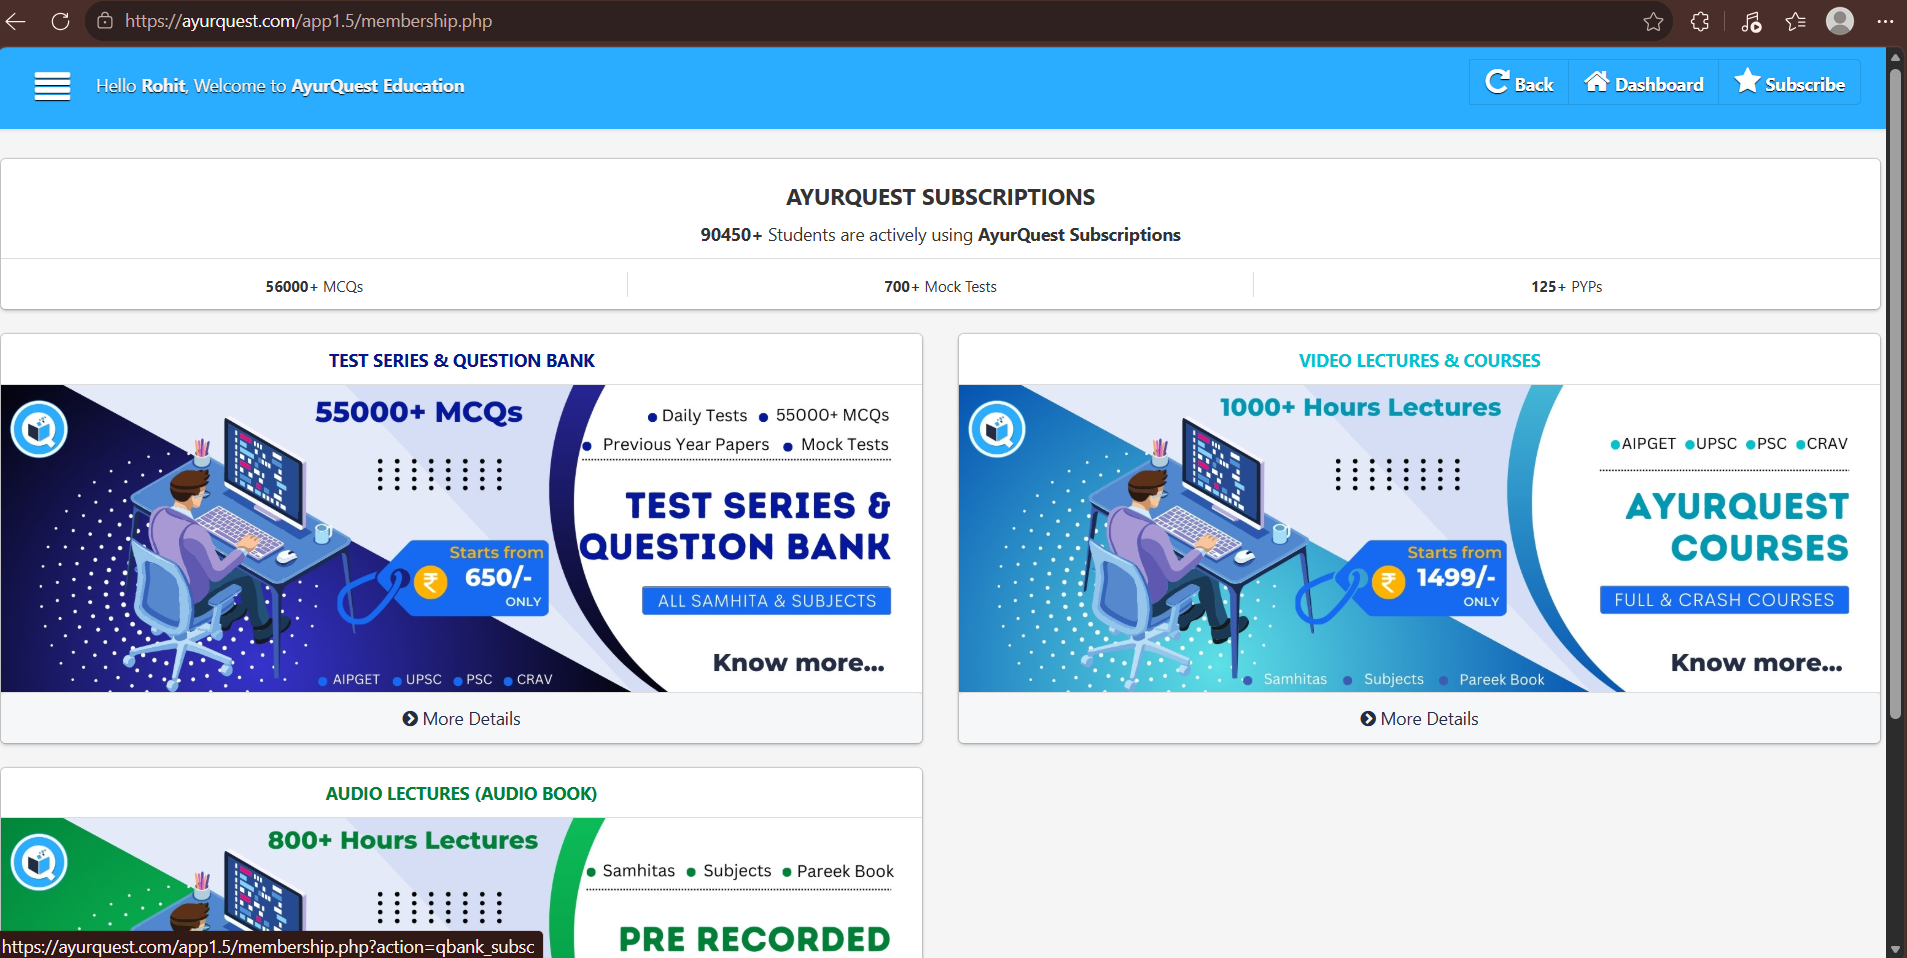 https://ayurquest.com/app1.5/membership.php
Hello Rohit, Welcome to AyurQuest Education
Back
Dashboard
Subscribe
AYURQUEST SUBSCRIPTIONS
90450+ Students are actively using AyurQuest Subscriptions
56000+ MCQs
700+ Mock Tests
125+ PYPs
TEST SERIES & QUESTION BANK
55000+ MCQs
Daily Tests 55000+ MCQs
Previous Year Papers Mock Tests
TEST SERIES &
QUESTION BANK
Starts from
₹ 650/-
ONLY
ALL SAMHITA & SUBJECTS
Know more...
AIPGET UPSC PSC CRAV
More Details
VIDEO LECTURES & COURSES
1000+ Hours Lectures
AIPGET UPSC PSC CRAV
AYURQUEST
COURSES
Starts from
₹ 1499/-
ONLY
FULL & CRASH COURSES
Know more...
Samhitas Subjects Pareek Book
More Details
AUDIO LECTURES (AUDIO BOOK)
800+ Hours Lectures
Samhitas Subjects Pareek Book
PRE RECORDED
https://ayurquest.com/app1.5/membership.php?action=qbank_subsc